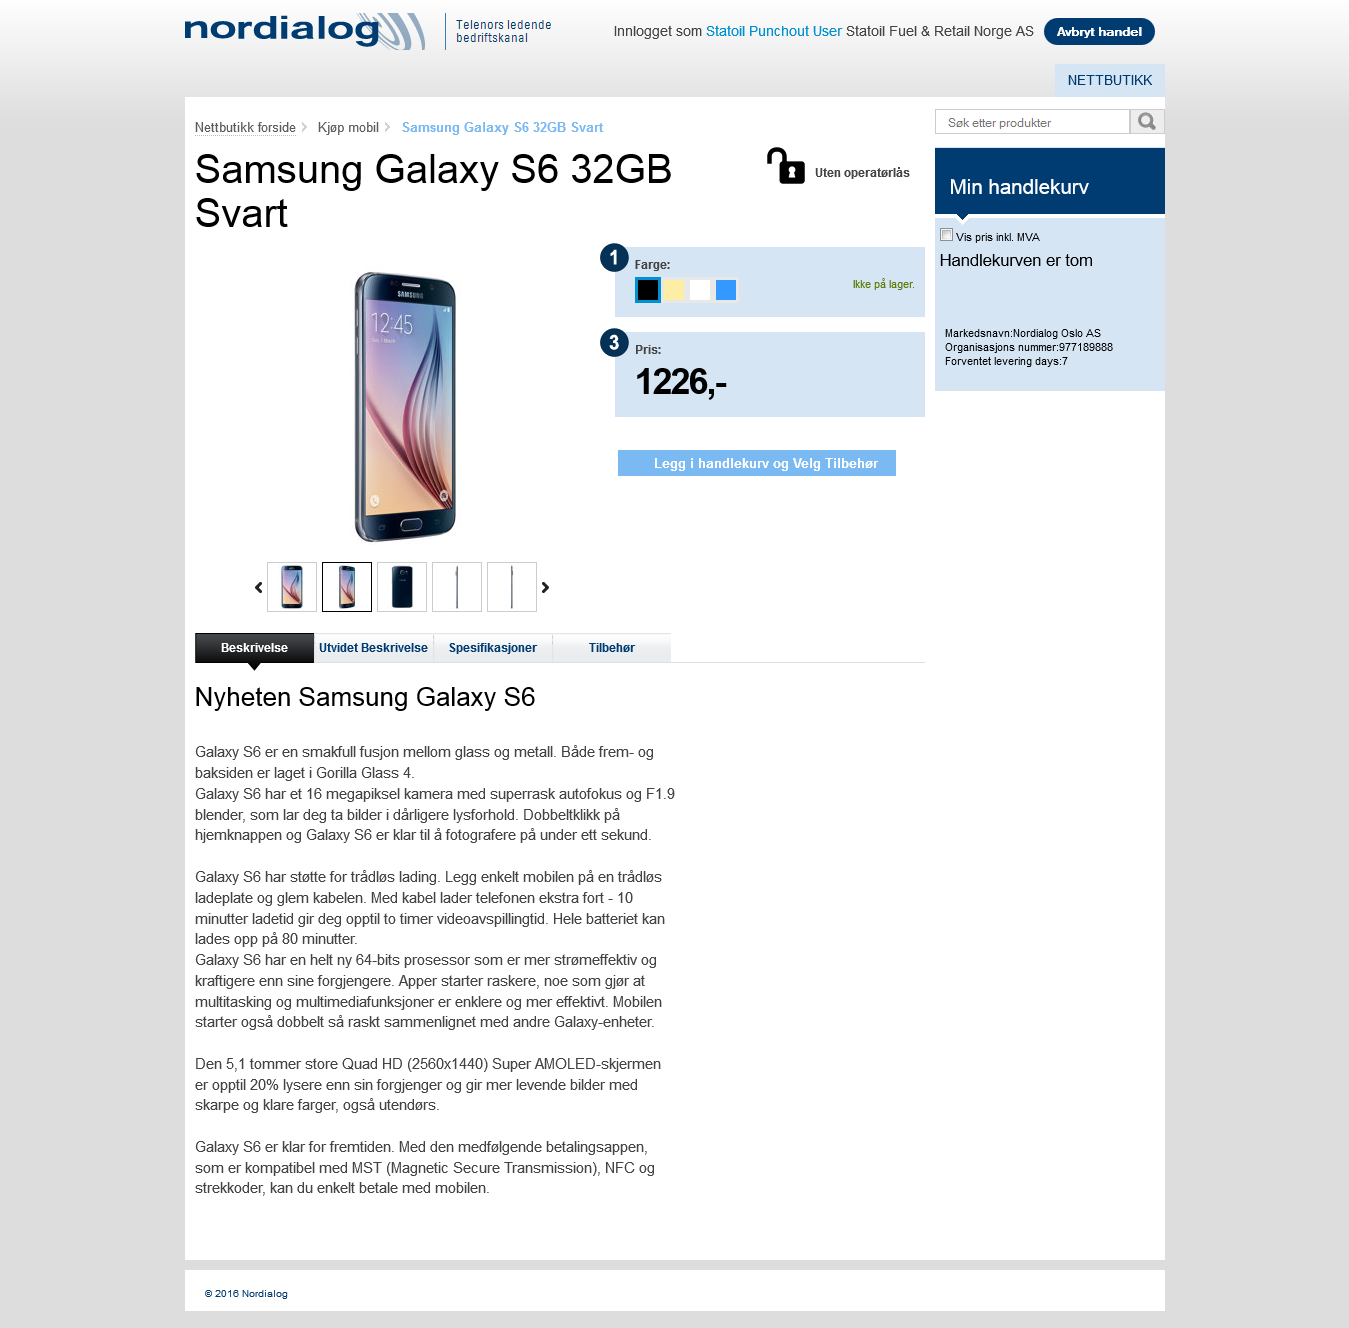 nordialog
Telenors ledende
bedriftskanal
Innlogget som Statoil Punchout User Statoil Fuel & Retail Norge AS
Avbryt handel
NETTBUTIKK
Nettbutikk forside
Kjøp mobil
Samsung Galaxy S6 32GB Svart
Søk etter produkter
Samsung Galaxy S6 32GB
Svart
Uten operatørlås
Min handlekurv
Vis pris inkl. MVA
Handlekurven er tom
Markedsnavn:Nordialog Oslo AS
Organisasjons nummer:977189888
Forventet levering days:7
1
Farge:
Ikke på lager.
3
Pris:
1226,-
Legg i handlekurv og Velg Tilbehør
SAMSUNG
12:45
Beskrivelse
Utvidet Beskrivelse
Spesifikasjoner
Tilbehør
Nyheten Samsung Galaxy S6
Galaxy S6 er en smakfull fusjon mellom glass og metall. Både frem- og
baksiden er laget i Gorilla Glass 4.
Galaxy S6 har et 16 megapiksel kamera med superrask autofokus og F1.9
blender, som lar deg ta bilder i dårligere lysforhold. Dobbeltklikk på
hjemknappen og Galaxy S6 er klar til å fotografere på under ett sekund.
Galaxy S6 har støtte for trådløs lading. Legg enkelt mobilen på en trådløs
ladeplate og glem kabelen. Med kabel lader telefonen ekstra fort - 10
minutter ladetid gir deg opptil to timer videoavspillingtid. Hele batteriet kan
lades opp på 80 minutter.
Galaxy S6 har en helt ny 64-bits prosessor som er mer strømeffektiv og
kraftigere enn sine forgjengere. Apper starter raskere, noe som gjør at
multitasking og multimediafunksjoner er enklere og mer effektivt. Mobilen
starter også dobbelt så raskt sammenlignet med andre Galaxy-enheter.
Den 5,1 tommer store Quad HD (2560x1440) Super AMOLED-skjermen
er opptil 20% lysere enn sin forgjenger og gir mer levende bilder med
skarpe og klare farger, også utendørs.
Galaxy S6 er klar for fremtiden. Med den medfølgende betalingsappen,
som er kompatibel med MST (Magnetic Secure Transmission), NFC og
strekkoder, kan du enkelt betale med mobilen.
© 2016 Nordialog